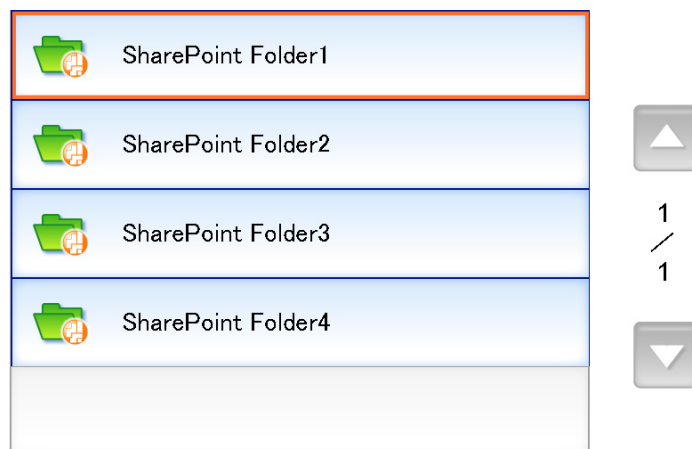 SharePoint Folder1
SharePoint Folder2
SharePoint Folder3
SharePoint Folder4
1
/
1